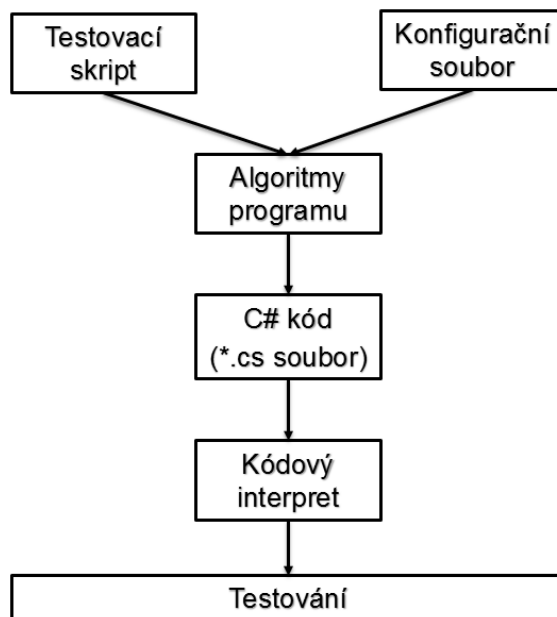 Testovací
skript
Konfigurační
soubor
Algoritmy
programu
C# kód
(*.cs soubor)
Kódový
interpret
Testování